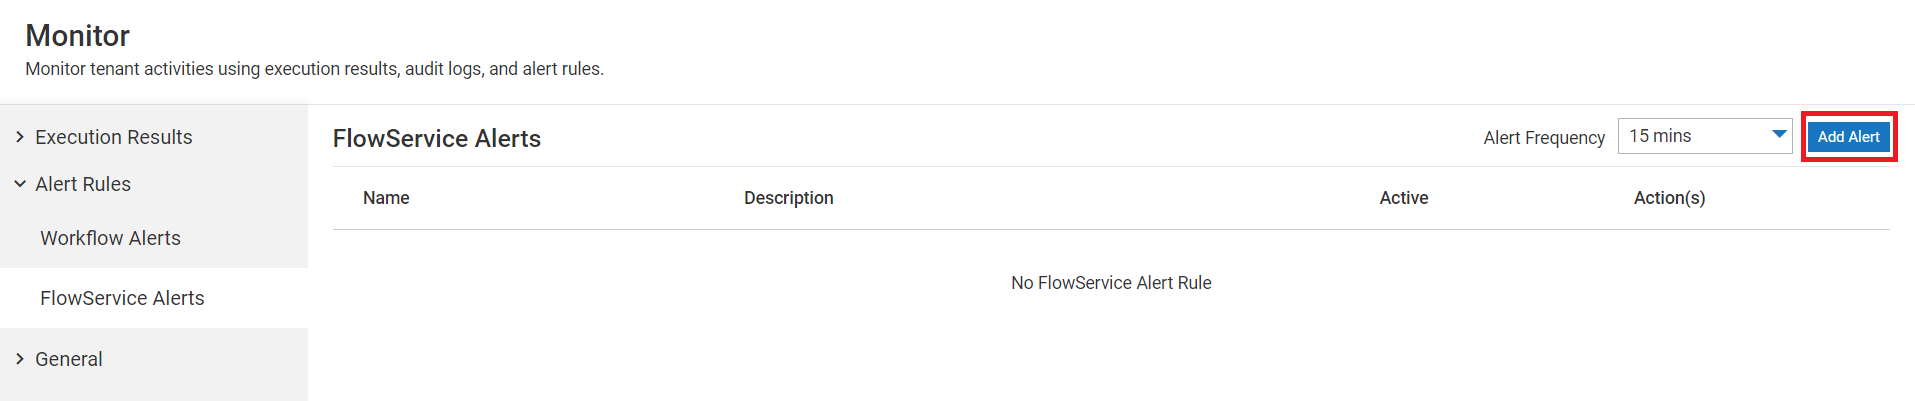 Monitor
Monitor tenant activities using execution results, audit logs, and alert rules.
Execution Results
Alert Rules
Workflow Alerts
FlowService Alerts
General
FlowService Alerts
Alert Frequency
15 mins
Add Alert
Name
Description
Active
Action(s)
No FlowService Alert Rule